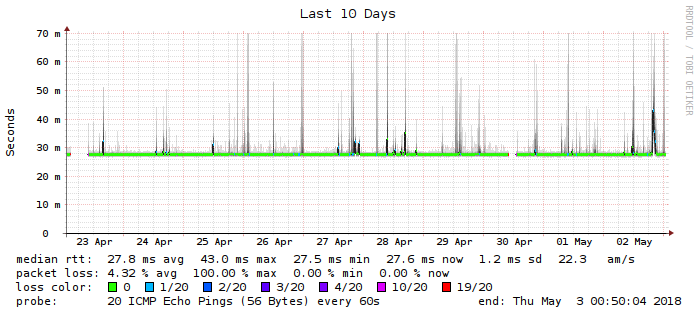 Last 10 Days
RRDTOOL / TOBI OETIKER
Seconds
70 m
60 m
50 m
40 m
30 m
20 m
10 m
0
23 Apr 24 Apr 25 Apr 26 Apr 27 Apr 28 Apr 29 Apr 30 Apr 01 May 02 May
median rtt: 27.8 ms avg 43.0 ms max 27.5 ms min 27.6 ms now 1.2 ms sd 22.3 am/s
packet loss: 4.32 % avg 100.00 % max 0.00 % min 0.00 % now
loss color: 0 1/20 2/20 3/20 4/20 10/20 19/20
probe: 20 ICMP Echo Pings (56 Bytes) every 60s end: Thu May 3 00:50:04 2018